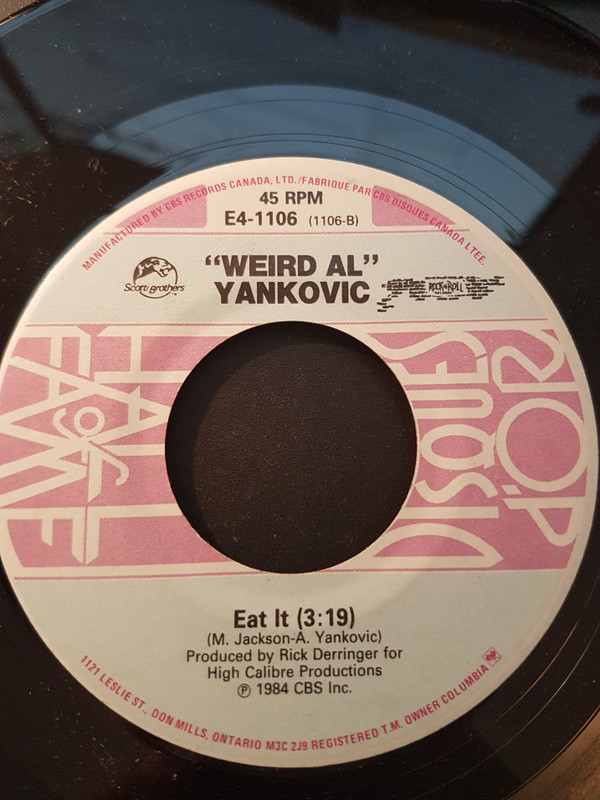 MANUFACTURED BY CBS RECORDS CANADA, LTD./FABRIQUE PAR CBS DISQUES CANADA LTEE.
45 RPM
E4-1106 (1106-B)
Scotti Brothers
TM
"WEIRD AL"
YANKOVIC
ROCK N ROLL
HALL
of
FAME
DISQUES
D'OR
Eat It (3:19)
(M. Jackson-A. Yankovic)
Produced by Rick Derringer for
High Calibre Productions
℗ 1984 CBS Inc.
1121 LESLIE ST., DON MILLS, ONTARIO M3C 2J9 REGISTERED T.M. OWNER COLUMBIA